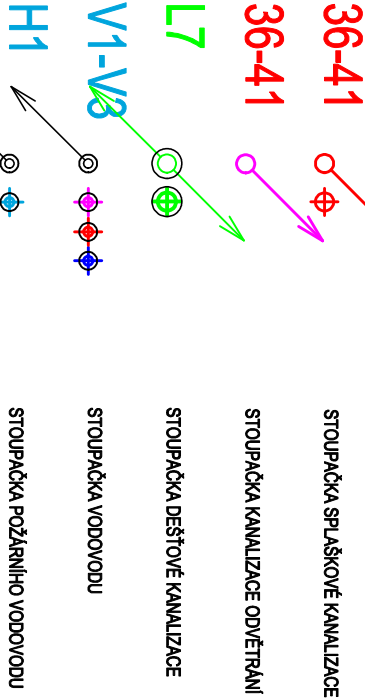 36-41 STOUPAČKA SPLAŠKOVÉ KANALIZACE
36-41 STOUPAČKA KANALIZACE ODVĚTRÁNÍ
L7 STOUPAČKA DEŠŤOVÉ KANALIZACE
V1-V3 STOUPAČKA VODOVODU
H1 STOUPAČKA POŽÁRNÍHO VODOVODU